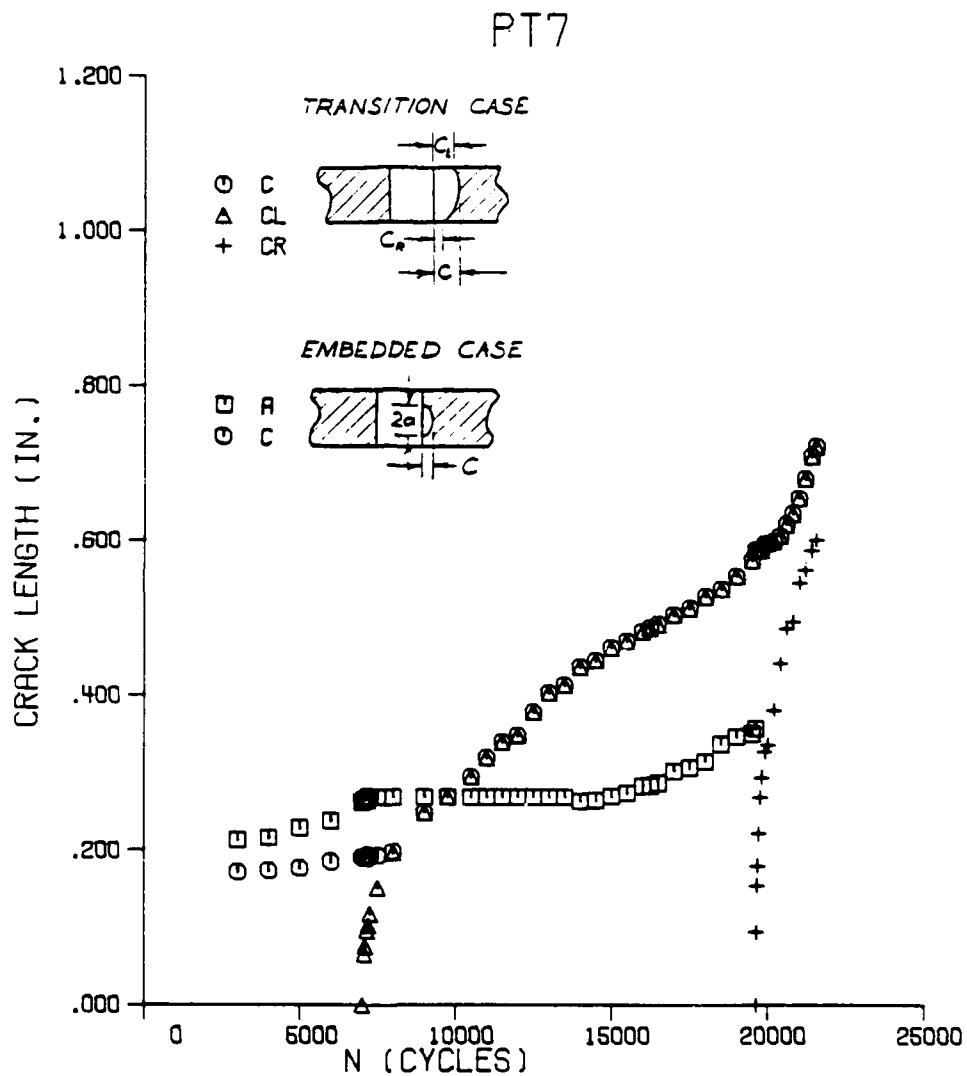 PT7
1.200
TRANSITION CASE
C
CL
CR
1.000
EMBEDDED CASE
.800
A
C
2a
C
.600
.400
.200
.000
CRACK LENGTH (IN.)
0 5000 10000 15000 20000 25000
N (CYCLES)